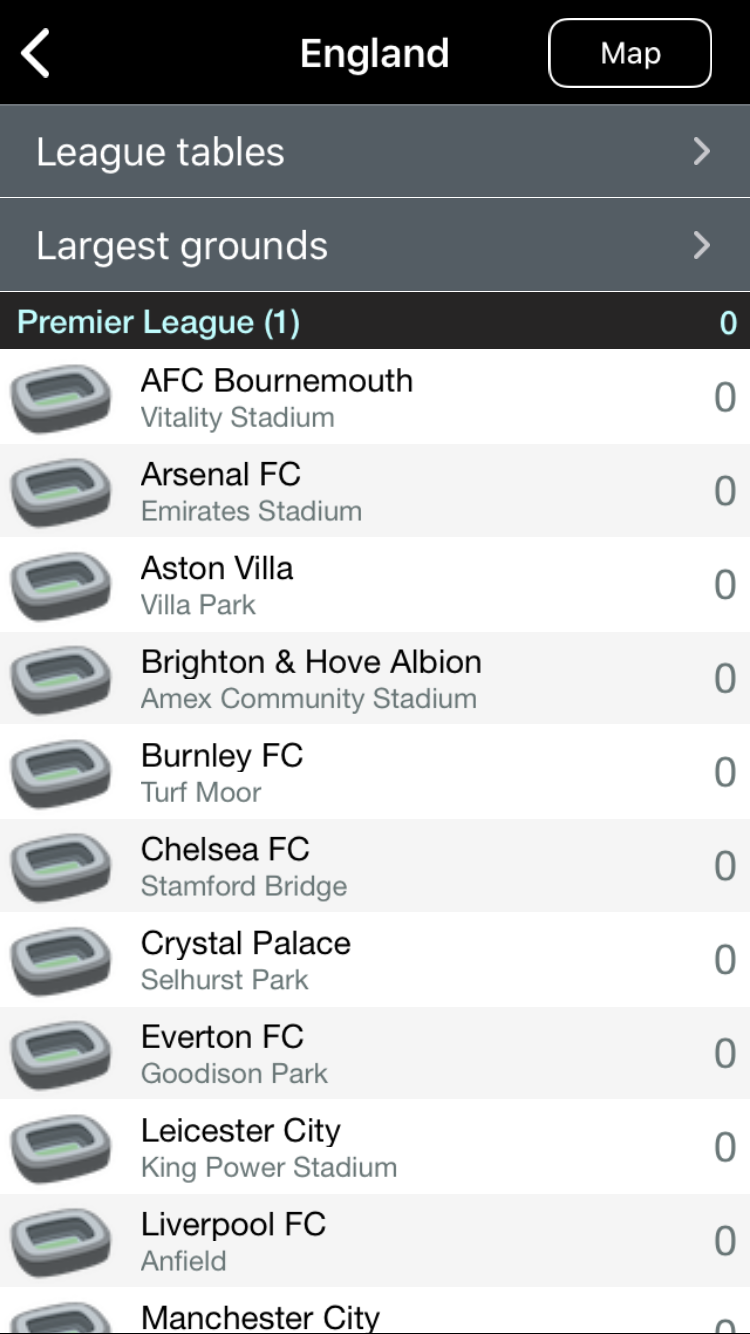 England
Map
League tables
Largest grounds
Premier League (1)
0
AFC Bournemouth
Vitality Stadium
0
Arsenal FC
Emirates Stadium
0
Aston Villa
Villa Park
0
Brighton & Hove Albion
Amex Community Stadium
0
Burnley FC
Turf Moor
0
Chelsea FC
Stamford Bridge
0
Crystal Palace
Selhurst Park
0
Everton FC
Goodison Park
0
Leicester City
King Power Stadium
0
Liverpool FC
Anfield
0
Manchester City
0